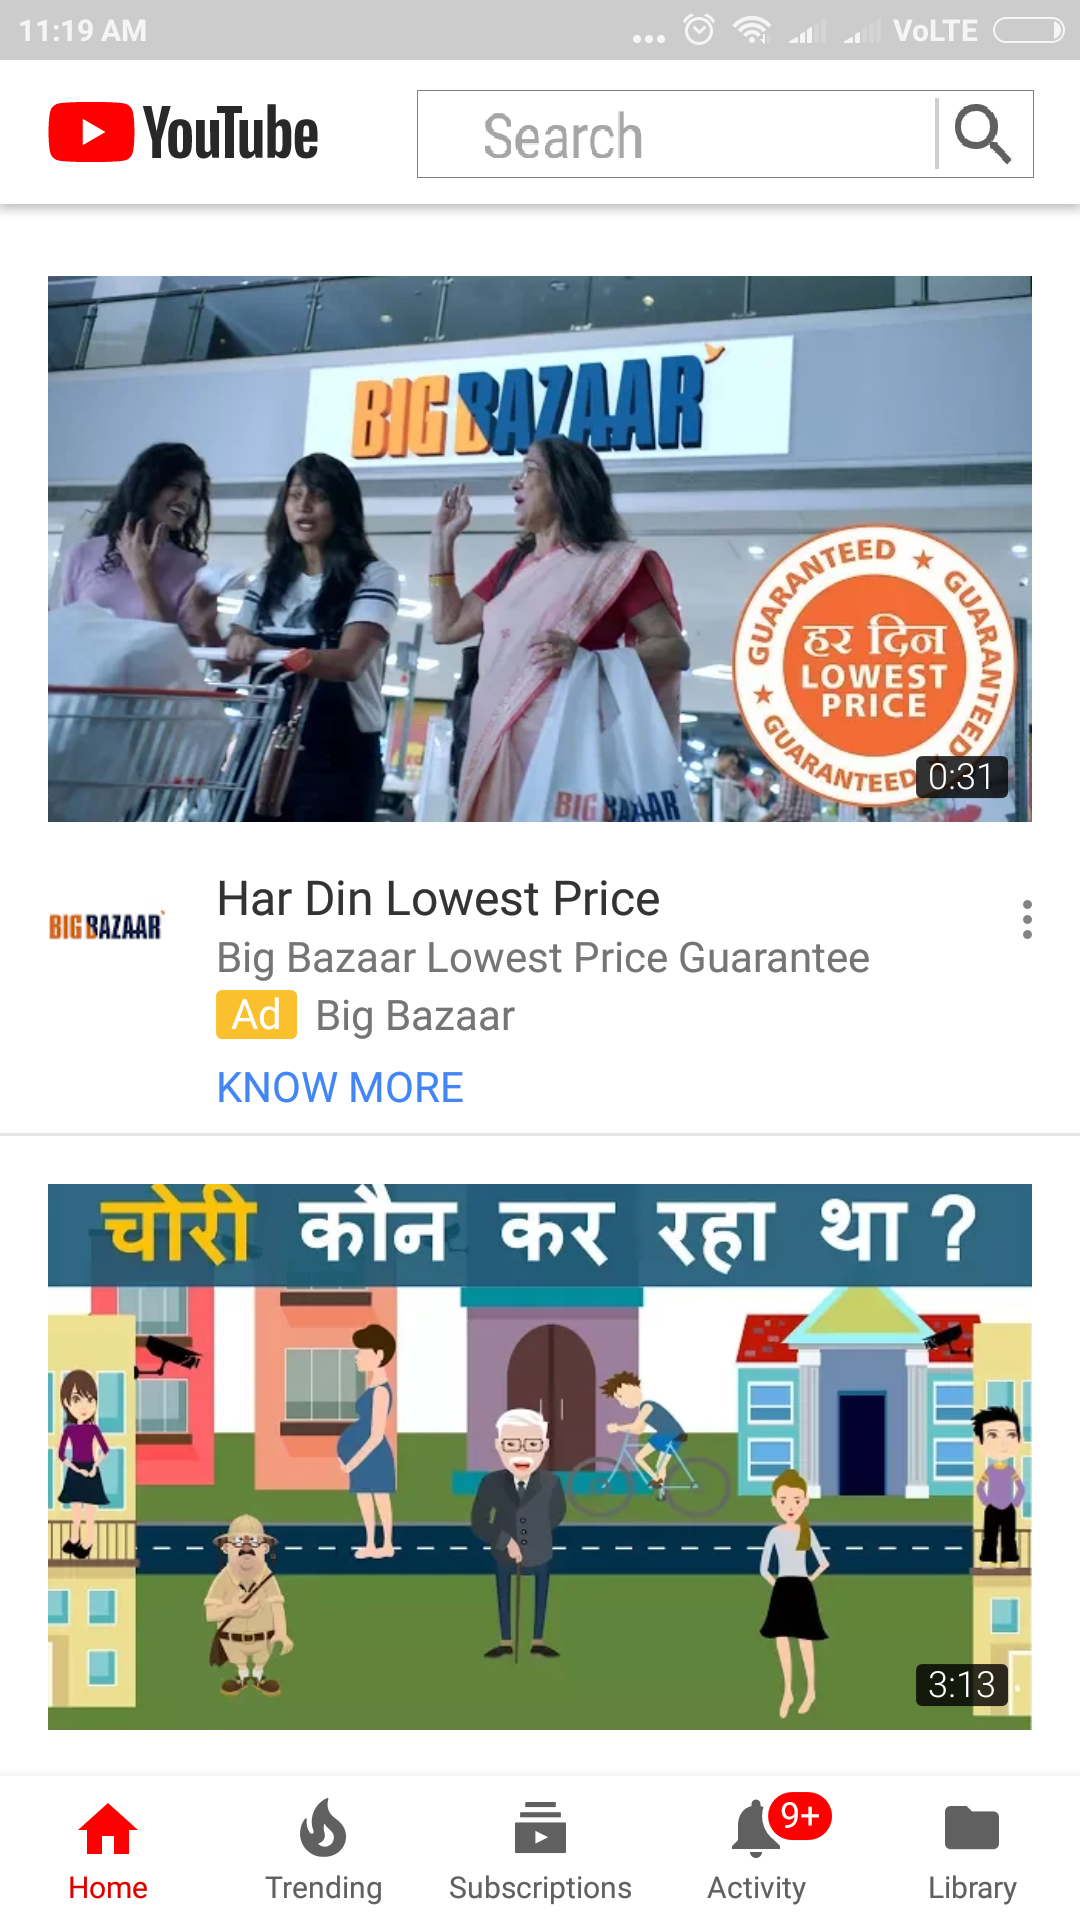 11:19 AM
VoLTE
YouTube
Search
BIG BAZAAR
GUARANTEED ★ GUARANTEED ★ GUARANTEED
हर दिन
LOWEST
PRICE
BIG BAZAAR
0:31
BIG BAZAAR
Har Din Lowest Price
Big Bazaar Lowest Price Guarantee
Ad Big Bazaar
KNOW MORE
चोरी कौन कर रहा था ?
3:13
9+
Home
Trending
Subscriptions
Activity
Library